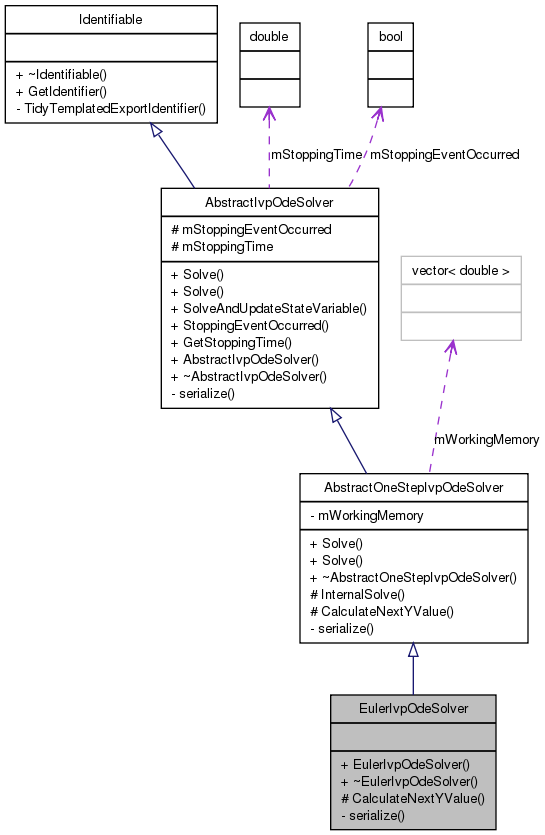 Identifiable
+ ~Identifiable()
+ GetIdentifier()
- TidyTemplatedExportIdentifier()
double
bool
mStoppingTime
mStoppingEventOccurred
AbstractIvpOdeSolver
# mStoppingEventOccurred
# mStoppingTime
+ Solve()
+ Solve()
+ SolveAndUpdateStateVariable()
+ StoppingEventOccurred()
+ GetStoppingTime()
+ AbstractIvpOdeSolver()
+ ~AbstractIvpOdeSolver()
- serialize()
vector< double >
mWorkingMemory
AbstractOneStepIvpOdeSolver
- mWorkingMemory
+ Solve()
+ Solve()
+ ~AbstractOneStepIvpOdeSolver()
# InternalSolve()
# CalculateNextYValue()
- serialize()
EulerIvpOdeSolver
+ EulerIvpOdeSolver()
+ ~EulerIvpOdeSolver()
# CalculateNextYValue()
- serialize()